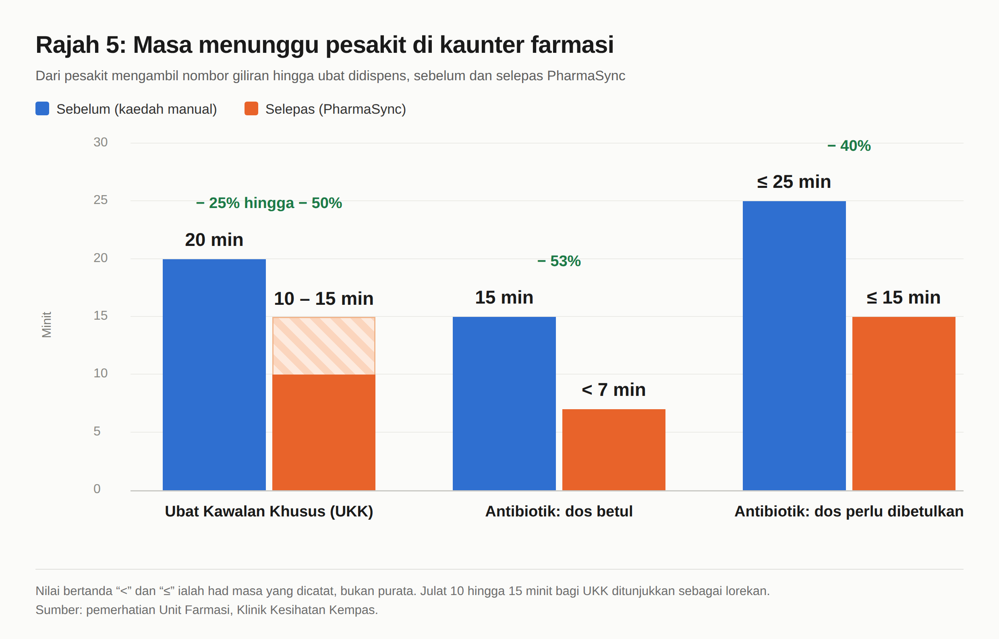 Rajah 5: Masa menunggu pesakit di kaunter farmasi
Dari pesakit mengambil nombor giliran hingga ubat didispens, sebelum dan selepas PharmaSync
Sebelum (kaedah manual)
Selepas (PharmaSync)
Minit
30
25
20
15
10
5
0
− 25% hingga − 50%
20 min
10 – 15 min
− 53%
15 min
< 7 min
− 40%
≤ 25 min
≤ 15 min
Ubat Kawalan Khusus (UKK)
Antibiotik: dos betul
Antibiotik: dos perlu dibetulkan
Nilai bertanda “<” dan “≤” ialah had masa yang dicatat, bukan purata. Julat 10 hingga 15 minit bagi UKK ditunjukkan sebagai lorekan.
Sumber: pemerhatian Unit Farmasi, Klinik Kesihatan Kempas.